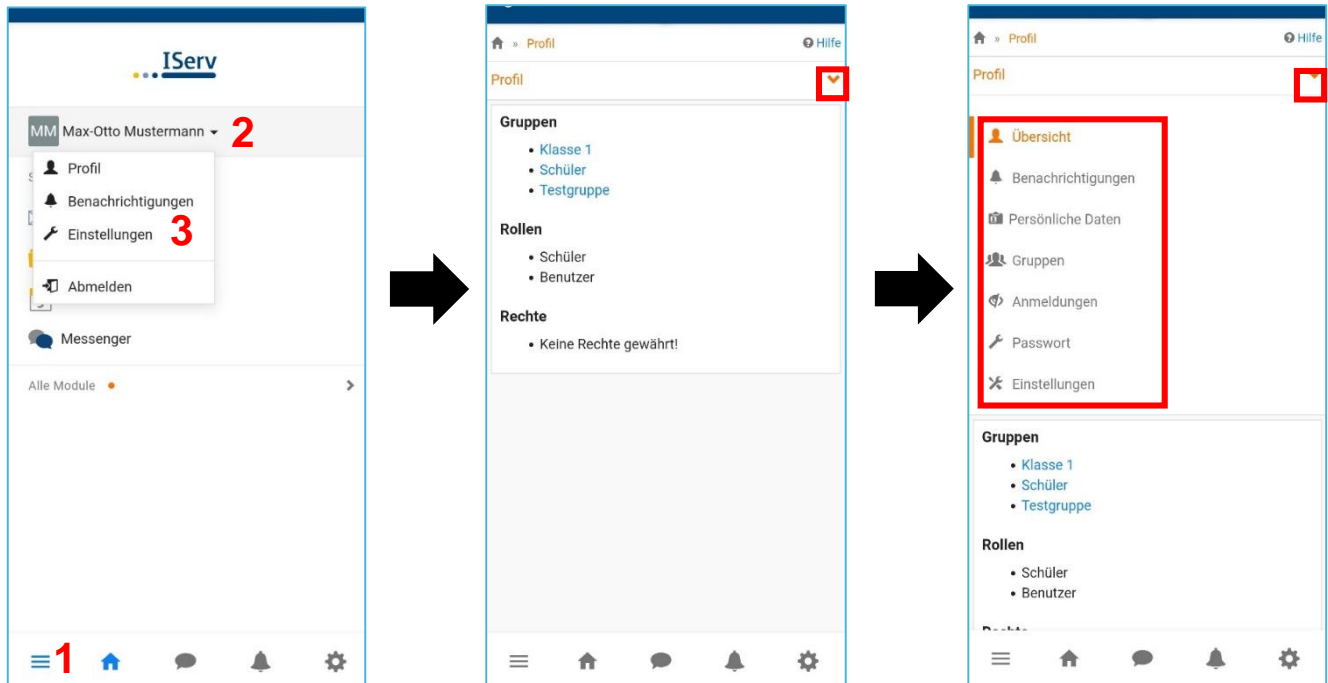 IServ
MM Max-Otto Mustermann 2
Profil
Benachrichtigungen
Einstellungen 3
Abmelden
Messenger
Alle Module
1
» Profil Hilfe
Profil
Gruppen
Klasse 1
Schüler
Testgruppe
Rollen
Schüler
Benutzer
Rechte
Keine Rechte gewährt!
» Profil Hilfe
Profil
Übersicht
Benachrichtigungen
Persönliche Daten
Gruppen
Anmeldungen
Passwort
Einstellungen
Gruppen
Klasse 1
Schüler
Testgruppe
Rollen
Schüler
Benutzer